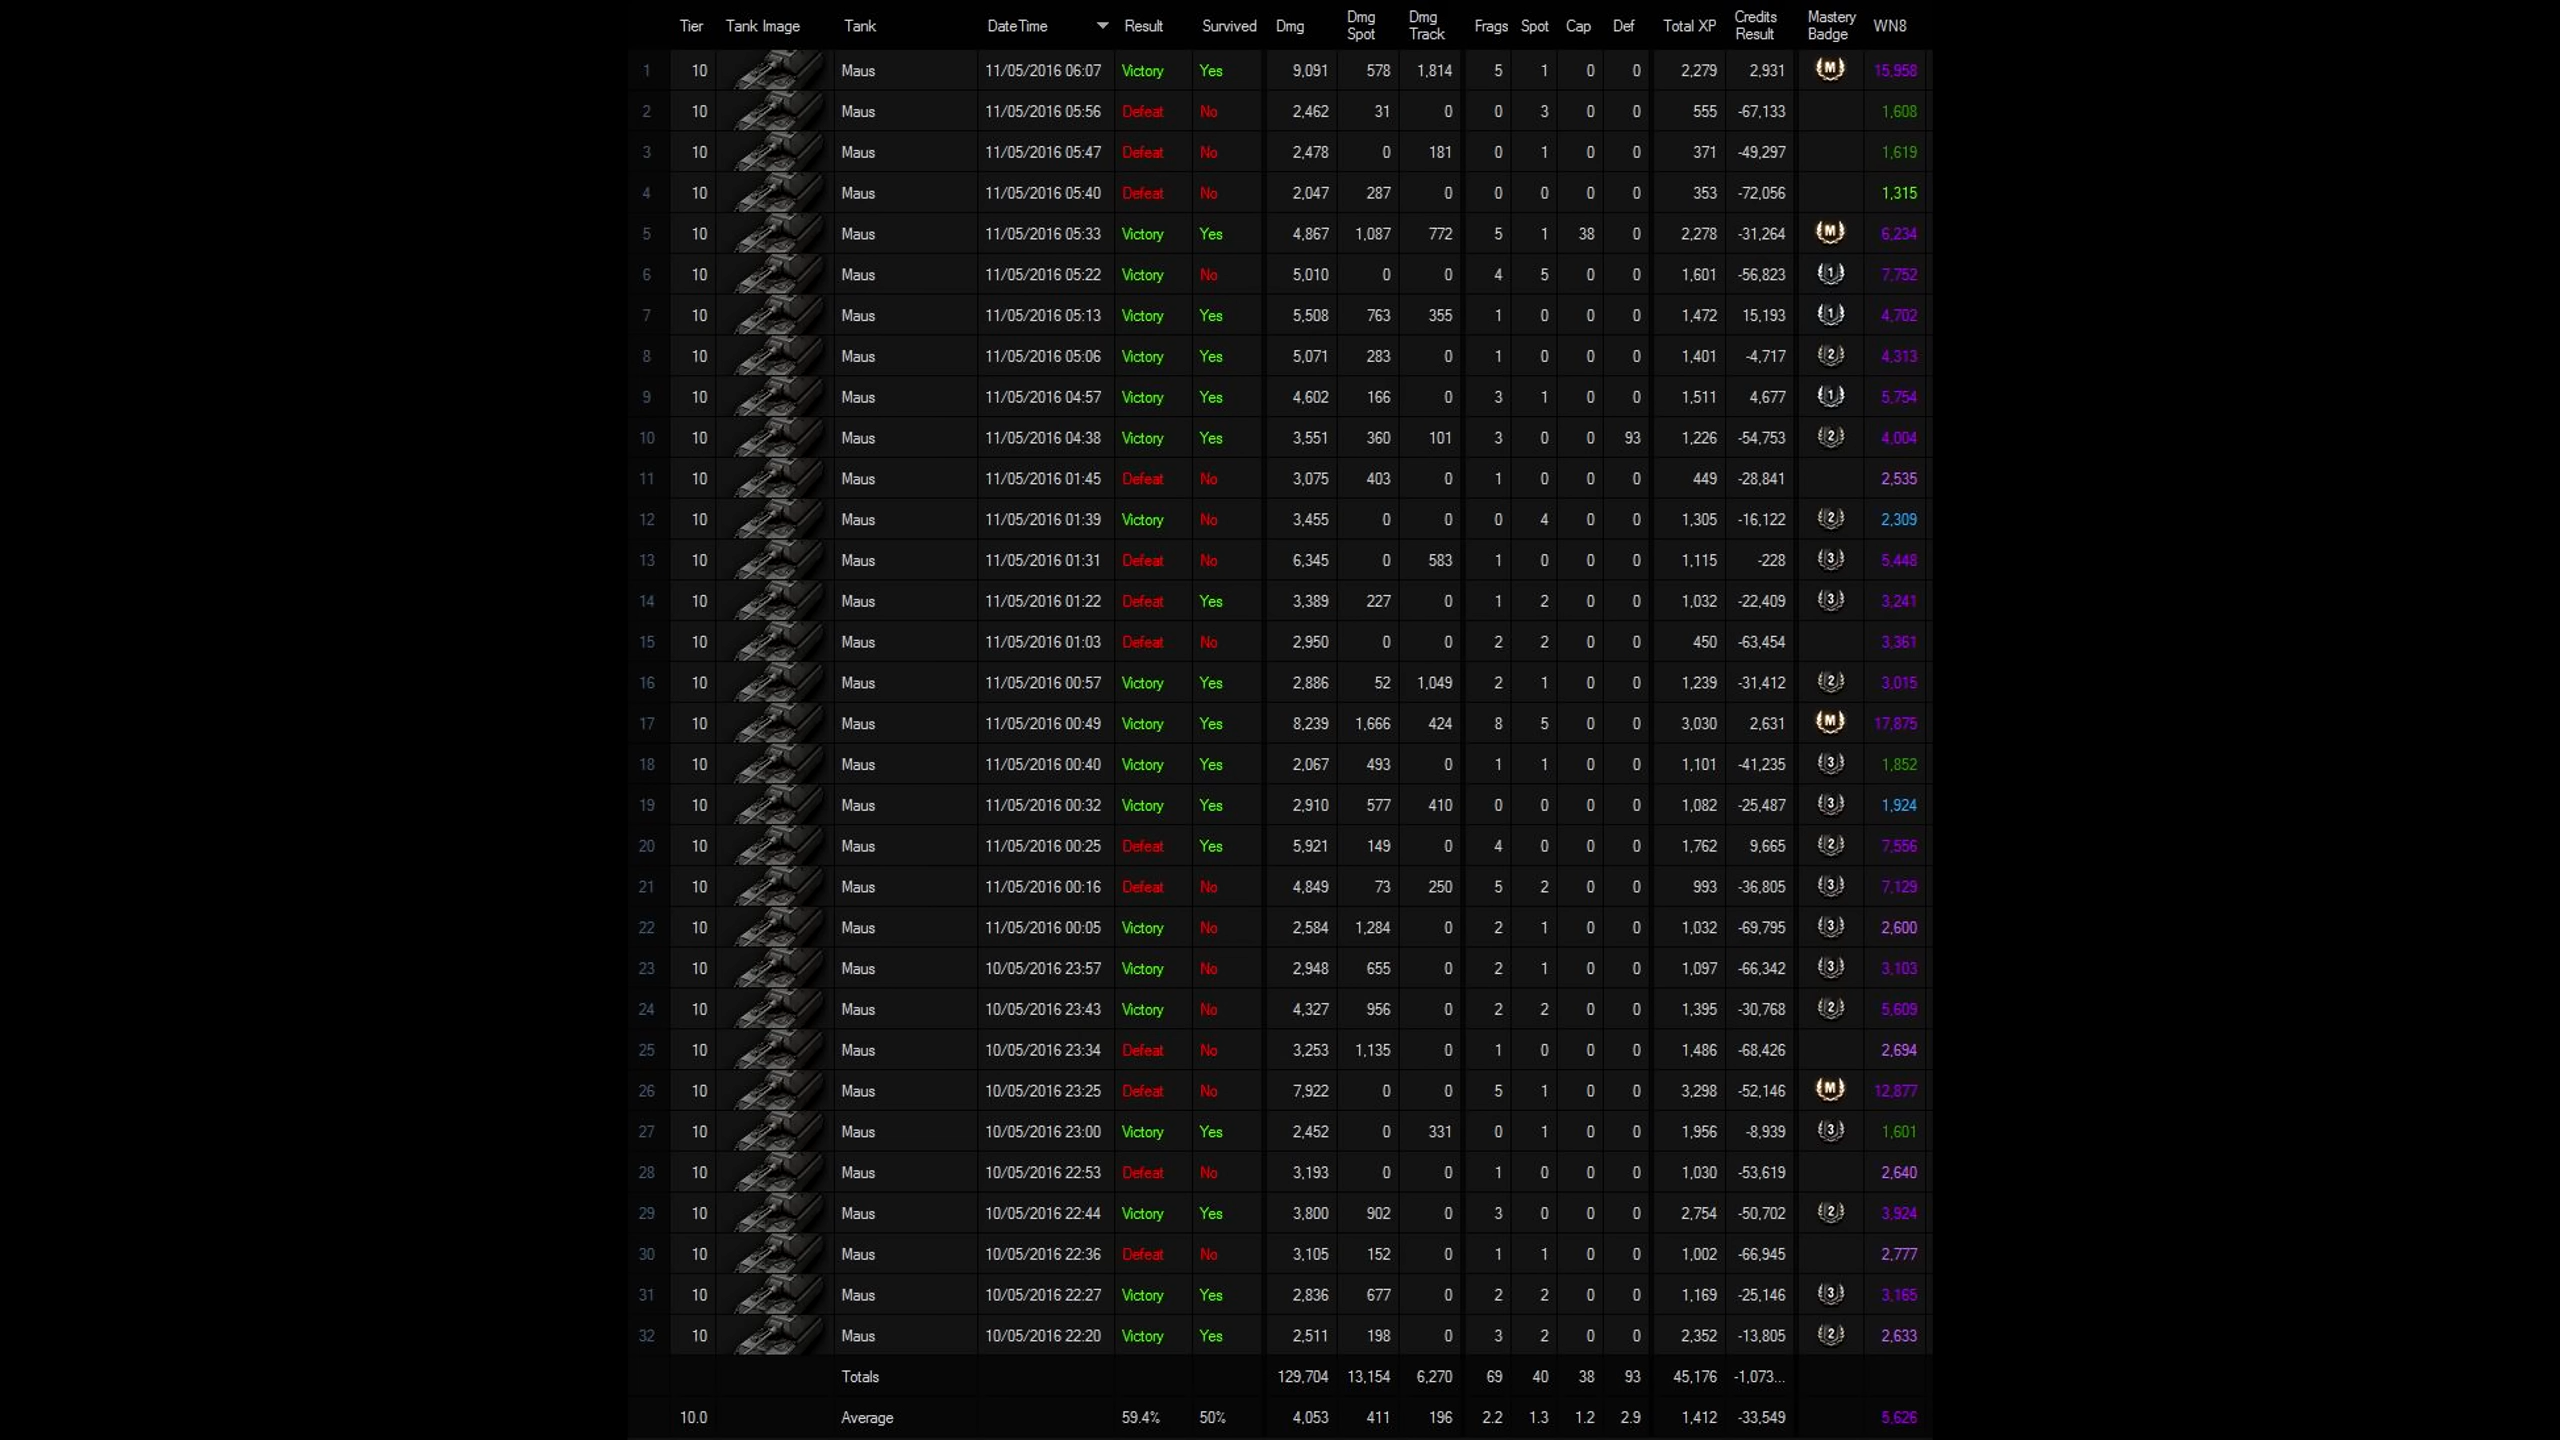 Tier Tank Image Tank DateTime Result Survived Dmg Dmg Spot Dmg Track Frags Spot Cap Def Total XP Credits Result Mastery Badge WN8
1 10 Maus 11/05/2016 06:07 Victory Yes 9,091 578 1,814 5 1 0 0 2,279 2,931 M 15,958
2 10 Maus 11/05/2016 05:56 Defeat No 2,462 31 0 0 3 0 0 555 -67,133 1,608
3 10 Maus 11/05/2016 05:47 Defeat No 2,478 0 181 0 1 0 0 371 -49,297 1,619
4 10 Maus 11/05/2016 05:40 Defeat No 2,047 287 0 0 0 0 0 353 -72,056 1,315
5 10 Maus 11/05/2016 05:33 Victory Yes 4,867 1,087 772 5 1 38 0 2,278 -31,264 M 6,234
6 10 Maus 11/05/2016 05:22 Victory No 5,010 0 0 4 5 0 0 1,601 -56,823 1 7,752
7 10 Maus 11/05/2016 05:13 Victory Yes 5,508 763 355 1 0 0 0 1,472 15,193 1 4,702
8 10 Maus 11/05/2016 05:06 Victory Yes 5,071 283 0 1 0 0 0 1,401 -4,717 2 4,313
9 10 Maus 11/05/2016 04:57 Victory Yes 4,602 166 0 3 1 0 0 1,511 4,677 1 5,754
10 10 Maus 11/05/2016 04:38 Victory Yes 3,551 360 101 3 0 0 93 1,226 -54,753 2 4,004
11 10 Maus 11/05/2016 01:45 Defeat No 3,075 403 0 1 0 0 0 449 -28,841 2,535
12 10 Maus 11/05/2016 01:39 Victory No 3,455 0 0 0 4 0 0 1,305 -16,122 2 2,309
13 10 Maus 11/05/2016 01:31 Defeat No 6,345 0 583 1 0 0 0 1,115 -228 3 5,448
14 10 Maus 11/05/2016 01:22 Defeat Yes 3,389 227 0 1 2 0 0 1,032 -22,409 3 3,241
15 10 Maus 11/05/2016 01:03 Defeat No 2,950 0 0 2 2 0 0 450 -63,454 3,361
16 10 Maus 11/05/2016 00:57 Victory Yes 2,886 52 1,049 2 1 0 0 1,239 -31,412 2 3,015
17 10 Maus 11/05/2016 00:49 Victory Yes 8,239 1,666 424 8 5 0 0 3,030 2,631 M 17,875
18 10 Maus 11/05/2016 00:40 Victory Yes 2,067 493 0 1 1 0 0 1,101 -41,235 3 1,852
19 10 Maus 11/05/2016 00:32 Victory Yes 2,910 577 410 0 0 0 0 1,082 -25,487 3 1,924
20 10 Maus 11/05/2016 00:25 Defeat Yes 5,921 149 0 4 0 0 0 1,762 9,665 2 7,556
21 10 Maus 11/05/2016 00:16 Defeat No 4,849 73 250 5 2 0 0 993 -36,805 3 7,129
22 10 Maus 11/05/2016 00:05 Victory No 2,584 1,284 0 2 1 0 0 1,032 -69,795 3 2,600
23 10 Maus 10/05/2016 23:57 Victory No 2,948 655 0 2 1 0 0 1,097 -66,342 3 3,103
24 10 Maus 10/05/2016 23:43 Victory No 4,327 956 0 2 2 0 0 1,395 -30,768 2 5,609
25 10 Maus 10/05/2016 23:34 Defeat No 3,253 1,135 0 1 0 0 0 1,486 -68,426 2,694
26 10 Maus 10/05/2016 23:25 Defeat No 7,922 0 0 5 1 0 0 3,298 -52,146 M 12,877
27 10 Maus 10/05/2016 23:00 Victory Yes 2,452 0 331 0 1 0 0 1,956 -8,939 3 1,601
28 10 Maus 10/05/2016 22:53 Defeat No 3,193 0 0 1 0 0 0 1,030 -53,619 2,640
29 10 Maus 10/05/2016 22:44 Victory Yes 3,800 902 0 3 0 0 0 2,754 -50,702 2 3,924
30 10 Maus 10/05/2016 22:36 Defeat No 3,105 152 0 1 1 0 0 1,002 -66,945 2,777
31 10 Maus 10/05/2016 22:27 Victory Yes 2,836 677 0 2 2 0 0 1,169 -25,146 3 3,165
32 10 Maus 10/05/2016 22:20 Victory Yes 2,511 198 0 3 2 0 0 2,352 -13,805 2 2,633
Totals 129,704 13,154 6,270 69 40 38 93 45,176 -1,073...
10.0 Average 59.4% 50% 4,053 411 196 2.2 1.3 1.2 2.9 1,412 -33,549 5,626